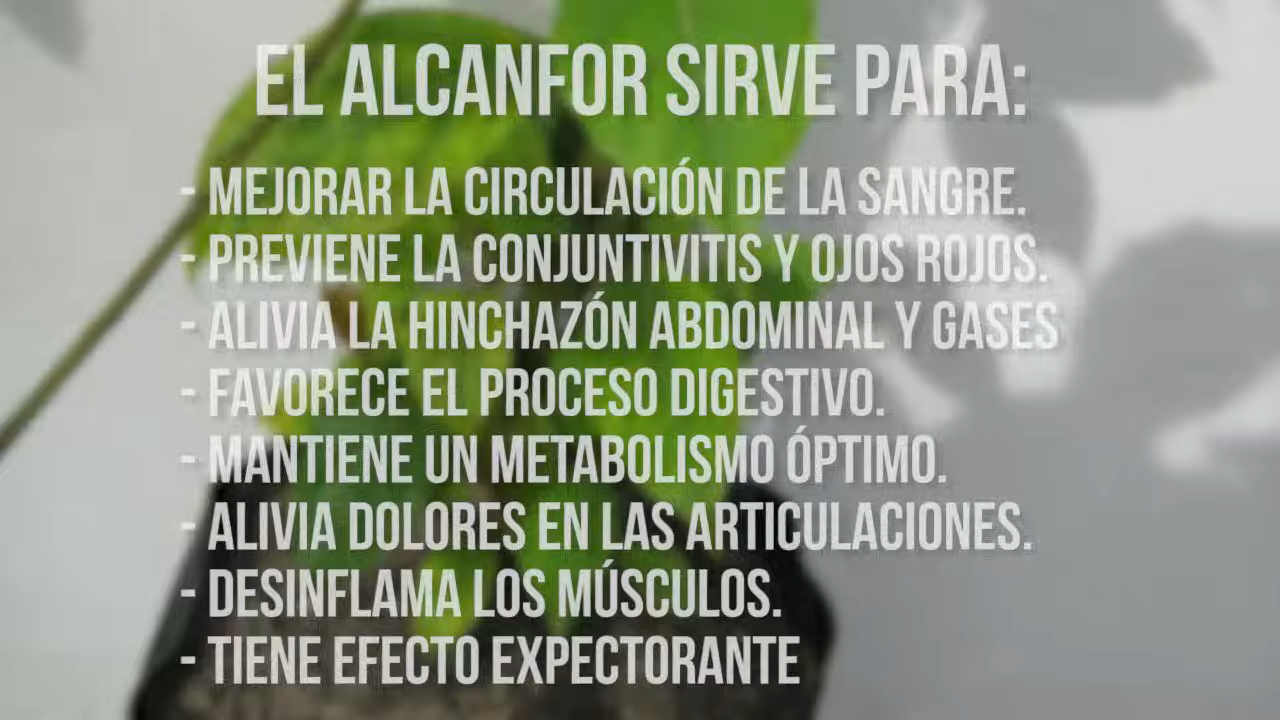 EL ALCANFOR SIRVE PARA:
- MEJORAR LA CIRCULACIÓN DE LA SANGRE.
- PREVIENE LA CONJUNTIVITIS Y OJOS ROJOS.
- ALIVIA LA HINCHAZÓN ABDOMINAL Y GASES
- FAVORECE EL PROCESO DIGESTIVO.
- MANTIENE UN METABOLISMO ÓPTIMO.
- ALIVIA DOLORES EN LAS ARTICULACIONES.
- DESINFLAMA LOS MÚSCULOS.
- TIENE EFECTO EXPECTORANTE